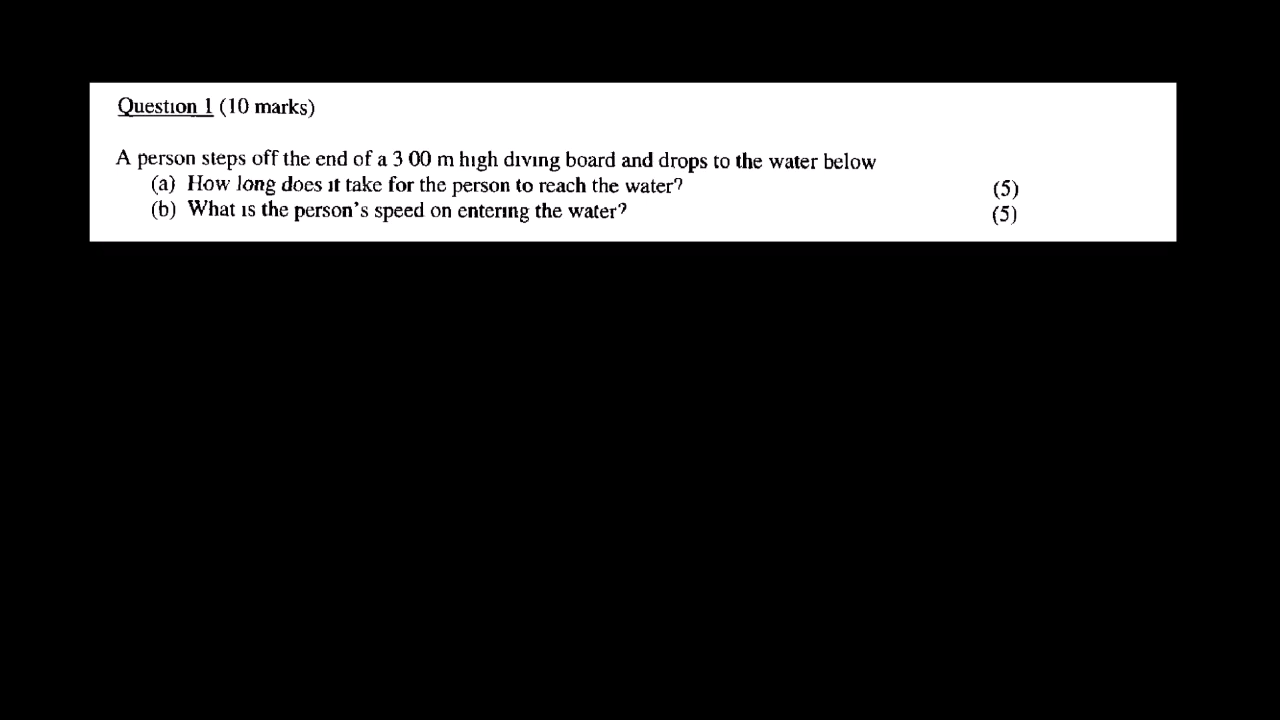 Question 1 (10 marks)
A person steps off the end of a 3 00 m high diving board and drops to the water below
(a) How long does it take for the person to reach the water? (5)
(b) What is the person's speed on entering the water? (5)